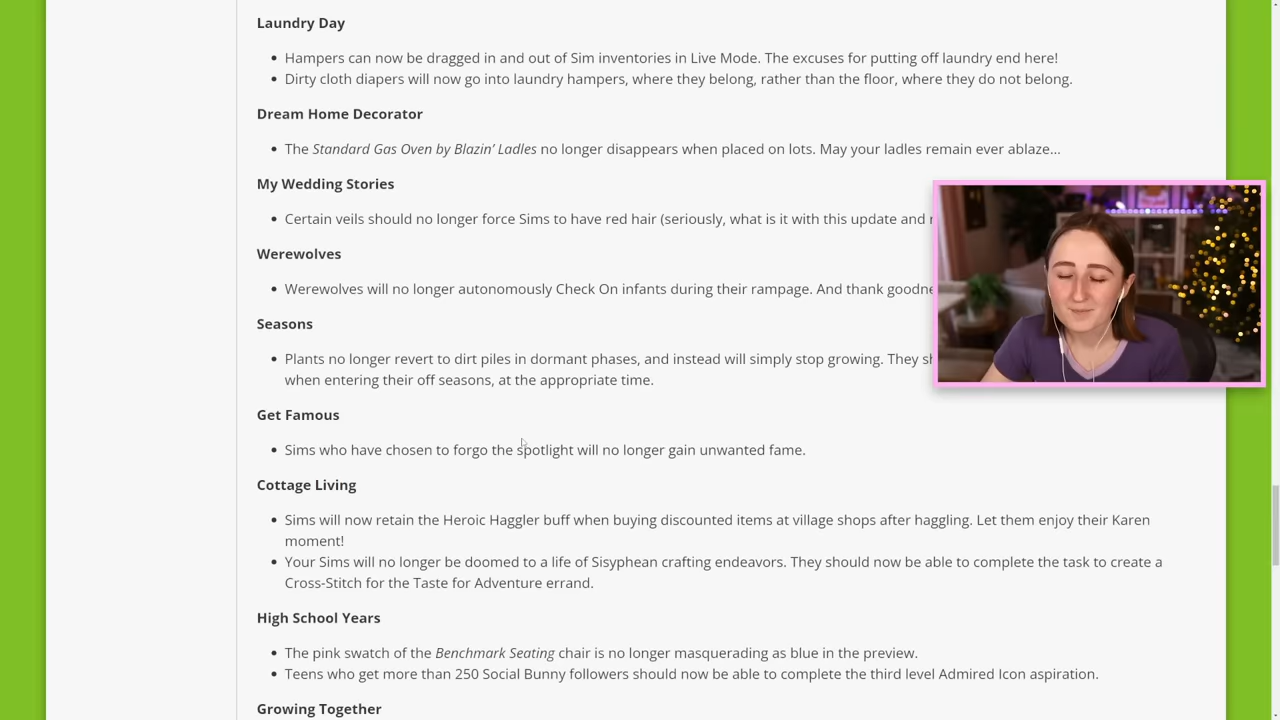 Laundry Day
Hampers can now be dragged in and out of Sim inventories in Live Mode. The excuses for putting off laundry end here!
Dirty cloth diapers will now go into laundry hampers, where they belong, rather than the floor, where they do not belong.
Dream Home Decorator
The Standard Gas Oven by Blazin’ Ladles no longer disappears when placed on lots. May your ladles remain ever ablaze...
My Wedding Stories
Certain veils should no longer force Sims to have red hair (seriously, what is it with this update and
Werewolves
Werewolves will no longer autonomously Check On infants during their rampage. And thank
Seasons
Plants no longer revert to dirt piles in dormant phases, and instead will simply stop growing. They
when entering their off seasons, at the appropriate time.
Get Famous
Sims who have chosen to forgo the spotlight will no longer gain unwanted fame.
Cottage Living
Sims will now retain the Heroic Haggler buff when buying discounted items at village shops after haggling. Let them enjoy their Karen
moment!
Your Sims will no longer be doomed to a life of Sisyphean crafting endeavors. They should now be able to complete the task to create a
Cross-Stitch for the Taste for Adventure errand.
High School Years
The pink swatch of the Benchmark Seating chair is no longer masquerading as blue in the preview.
Teens who get more than 250 Social Bunny followers should now be able to complete the third level Admired Icon aspiration.
Growing Together